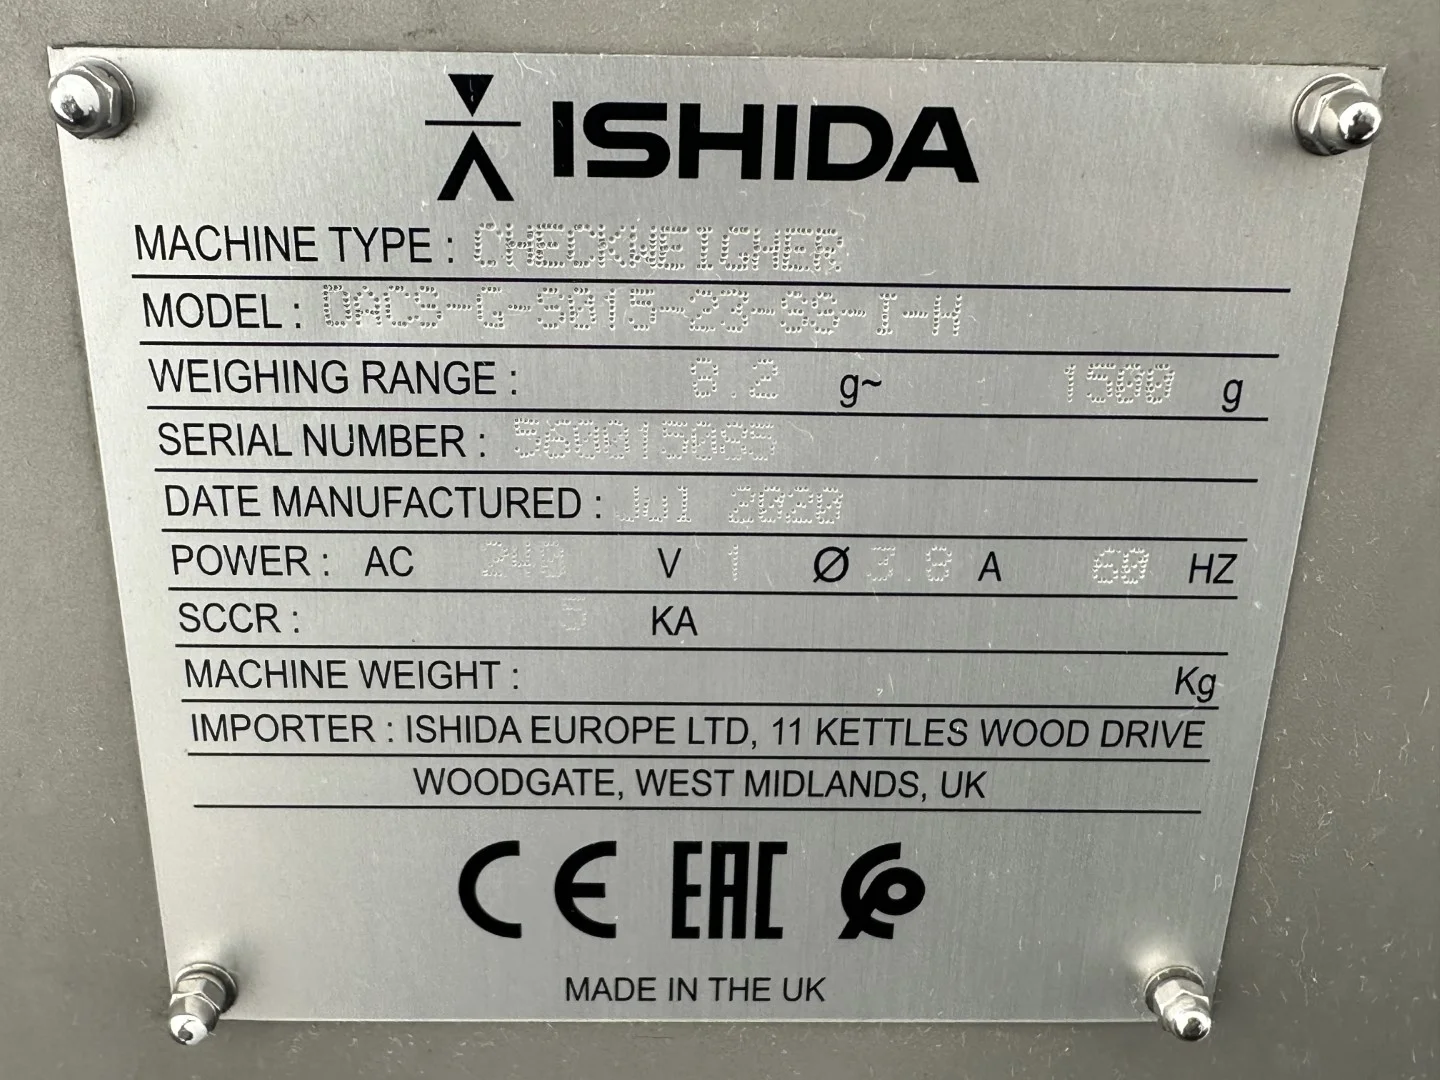 ISHIDA
MACHINE TYPE : CHECKWEIGHER
MODEL : DACS-G-S015-23-SS-I-H
WEIGHING RANGE : 8.2 g~ 1500 g
SERIAL NUMBER : 560015085
DATE MANUFACTURED : Jul 2020
POWER : AC 240 V 1 Ø 3.8 A 60 HZ
SCCR : 5 KA
MACHINE WEIGHT : Kg
IMPORTER : ISHIDA EUROPE LTD, 11 KETTLES WOOD DRIVE
WOODGATE, WEST MIDLANDS, UK
CE EAC
MADE IN THE UK